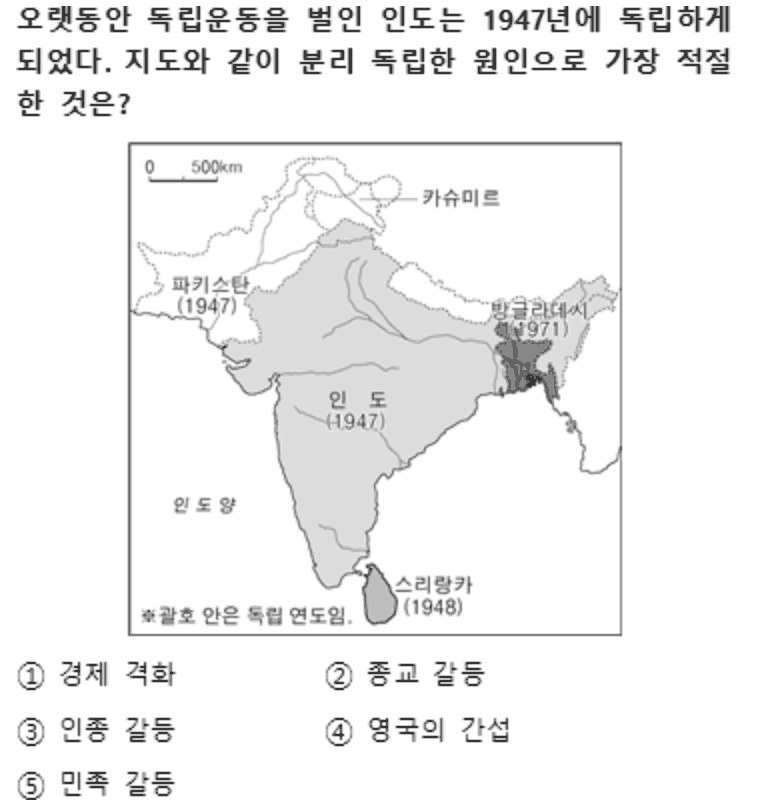 오랫동안 독립운동을 벌인 인도는 1947년에 독립하게
되었다. 지도와 같이 분리 독립한 원인으로 가장 적절
한 것은?
0 500km
카슈미르
파키스탄
(1947)
방글라데시
(1971)
인 도
(1947)
인 도 양
스리랑카
(1948)
※괄호 안은 독립 연도임.
① 경제 격화
② 종교 갈등
③ 인종 갈등
④ 영국의 간섭
⑤ 민족 갈등